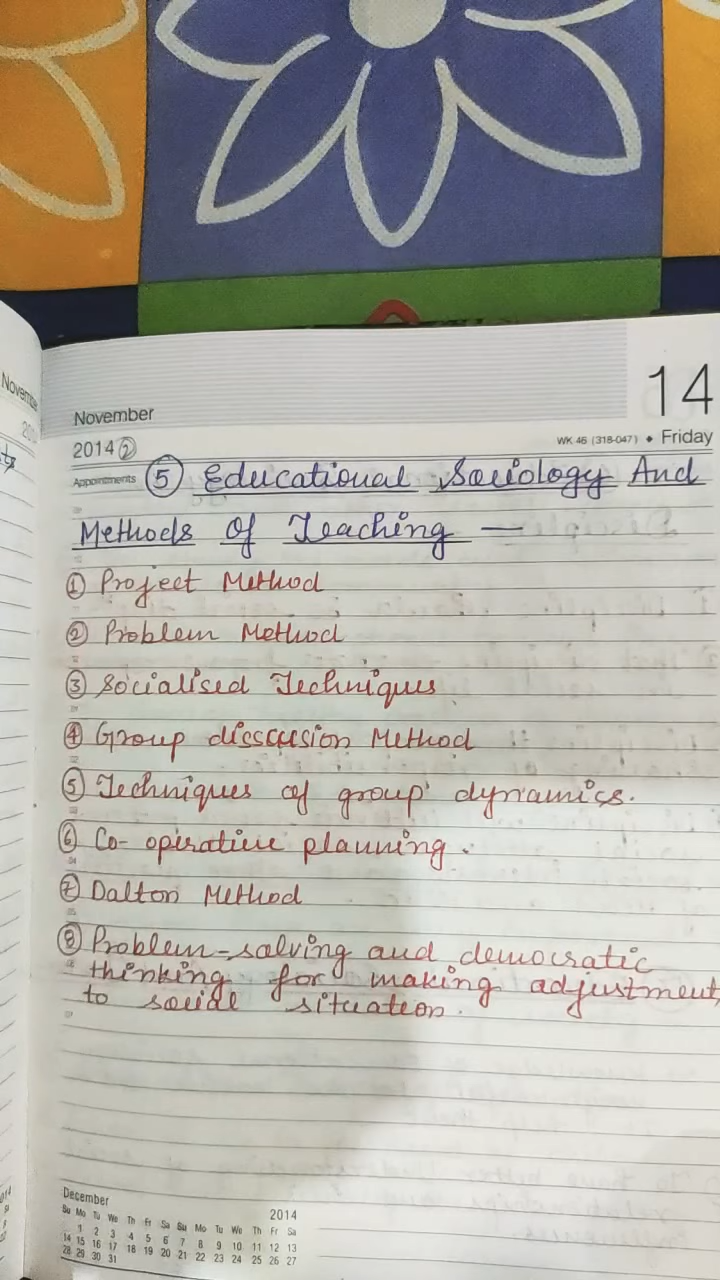 November
14
November
2014 ②
WK 46 (318-047) • Friday
Appointments ⑤ Educational Sociology And
Methods Of Teaching —
① Project Method
② Problem Method
③ Socialised Techniques
④ Group disscussion Method
⑤ Techniques of group dynamics.
⑥ Co-operative planning.
⑦ Dalton Method
⑧ Problem-solving and democratic
thinking for making adjustment
to social situation.
December 2014
Su Mo Tu We Th Fr Sa Su Mo Tu We Th Fr Sa
1 2 3 4 5 6 7 8 9 10 11 12 13
14 15 16 17 18 19 20 21 22 23 24 25 26 27
28 29 30 31